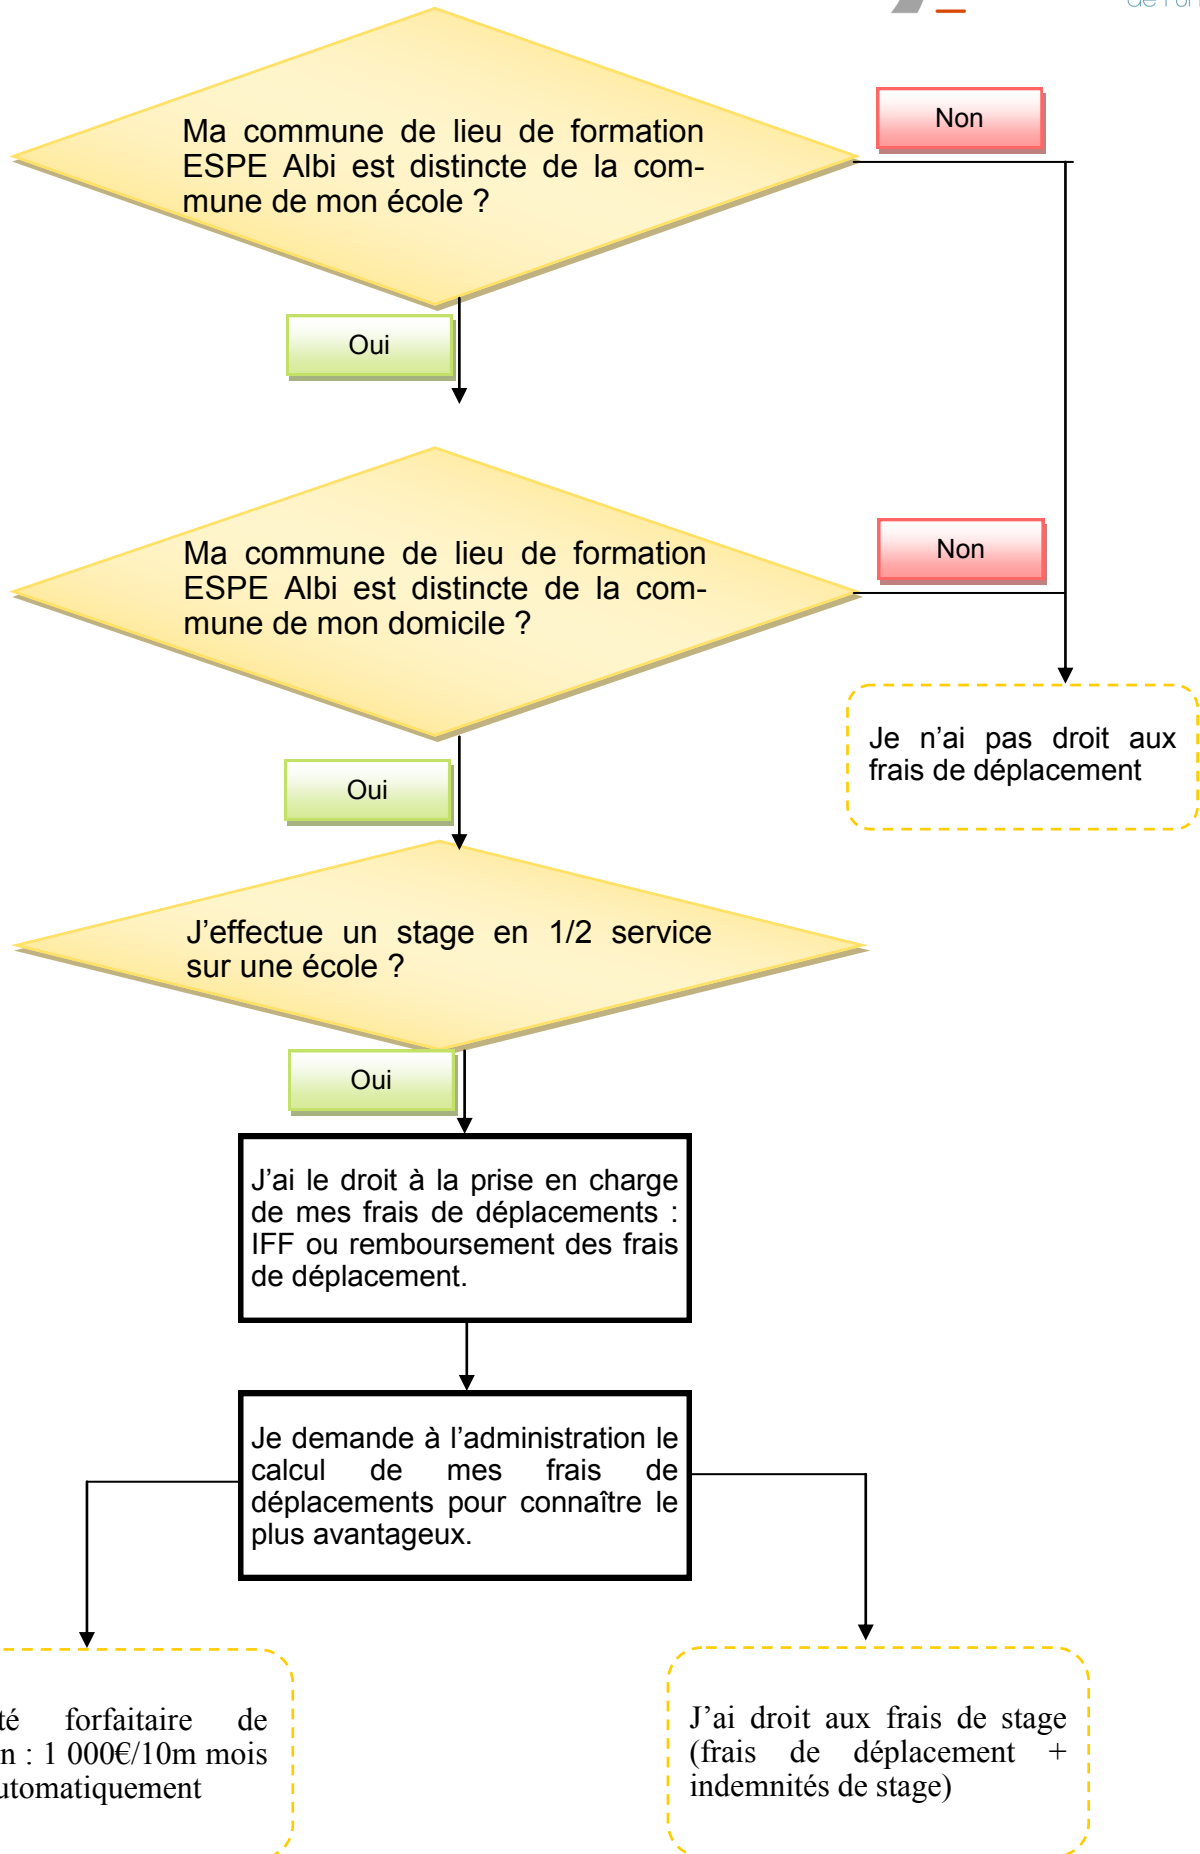 Non
Ma commune de lieu de formation
ESPE Albi est distincte de la com-
mune de mon école ?
Oui
Non
Ma commune de lieu de formation
ESPE Albi est distincte de la com-
mune de mon domicile ?
Je n’ai pas droit aux
frais de déplacement
Oui
J’effectue un stage en 1/2 service
sur une école ?
Oui
J’ai le droit à la prise en charge
de mes frais de déplacements :
IFF ou remboursement des frais
de déplacement.
Je demande à l’administration le
calcul de mes frais de
déplacements pour connaître le
plus avantageux.
té forfaitaire de
n : 1 000€/10m mois
utomatiquement
J’ai droit aux frais de stage
(frais de déplacement +
indemnités de stage)